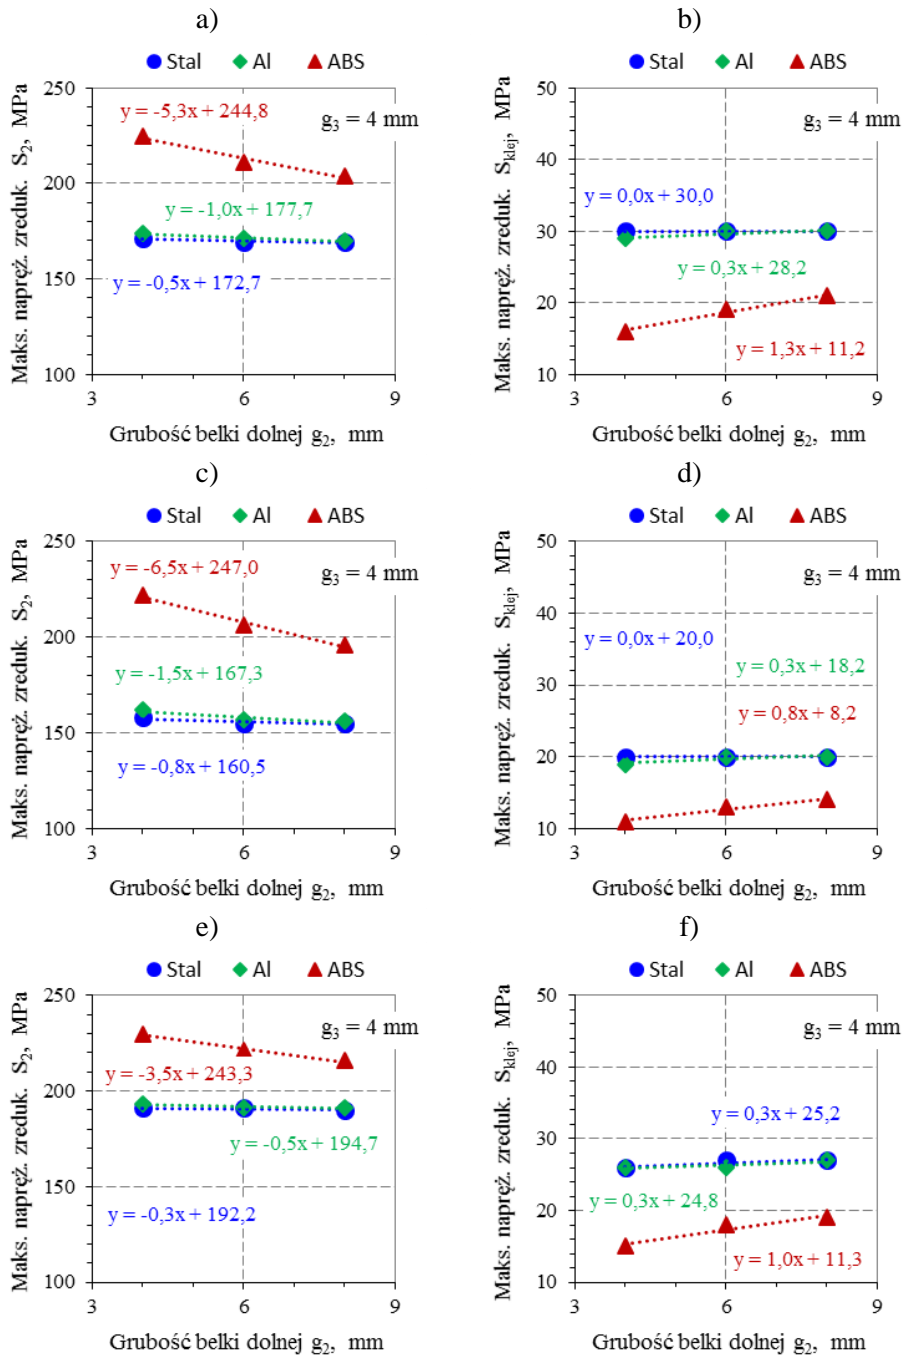 a)
Stal Al ABS
Maks. napręż. zreduk. S2, MPa
250
200
150
100
y = -5,3x + 244,8
g3 = 4 mm
y = -1,0x + 177,7
y = -0,5x + 172,7
3 6 9
Grubość belki dolnej g2, mm
b)
Stal Al ABS
Maks. napręż. zreduk. Sklej, MPa
50
40
30
20
10
g3 = 4 mm
y = 0,0x + 30,0
y = 0,3x + 28,2
y = 1,3x + 11,2
3 6 9
Grubość belki dolnej g2, mm
c)
Stal Al ABS
Maks. napręż. zreduk. S2, MPa
250
200
150
100
y = -6,5x + 247,0
g3 = 4 mm
y = -1,5x + 167,3
y = -0,8x + 160,5
3 6 9
Grubość belki dolnej g2, mm
d)
Stal Al ABS
Maks. napręż. zreduk. Sklej, MPa
50
40
30
20
10
g3 = 4 mm
y = 0,0x + 20,0
y = 0,3x + 18,2
y = 0,8x + 8,2
3 6 9
Grubość belki dolnej g2, mm
e)
Stal Al ABS
Maks. napręż. zreduk. S2, MPa
250
200
150
100
g3 = 4 mm
y = -3,5x + 243,3
y = -0,5x + 194,7
y = -0,3x + 192,2
3 6 9
Grubość belki dolnej g2, mm
f)
Stal Al ABS
Maks. napręż. zreduk. Sklej, MPa
50
40
30
20
10
g3 = 4 mm
y = 0,3x + 25,2
y = 0,3x + 24,8
y = 1,0x + 11,3
3 6 9
Grubość belki dolnej g2, mm